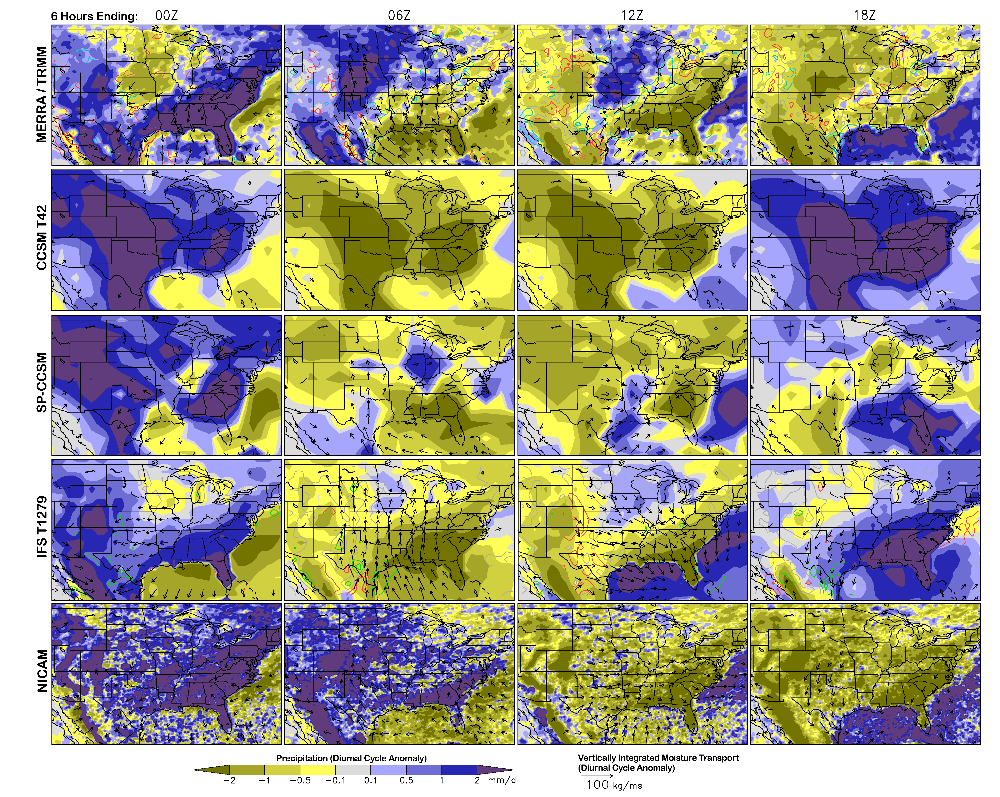 6 Hours Ending: 00Z 06Z 12Z 18Z
MERRA / TRMM
CCSM T42
SP-CCSM
IFS T1279
NICAM
Precipitation (Diurnal Cycle Anomaly)
−2 −1 −0.5 −0.1 0.1 0.5 1 2 mm/d
Vertically Integrated Moisture Transport
(Diurnal Cycle Anomaly)
100 kg/ms